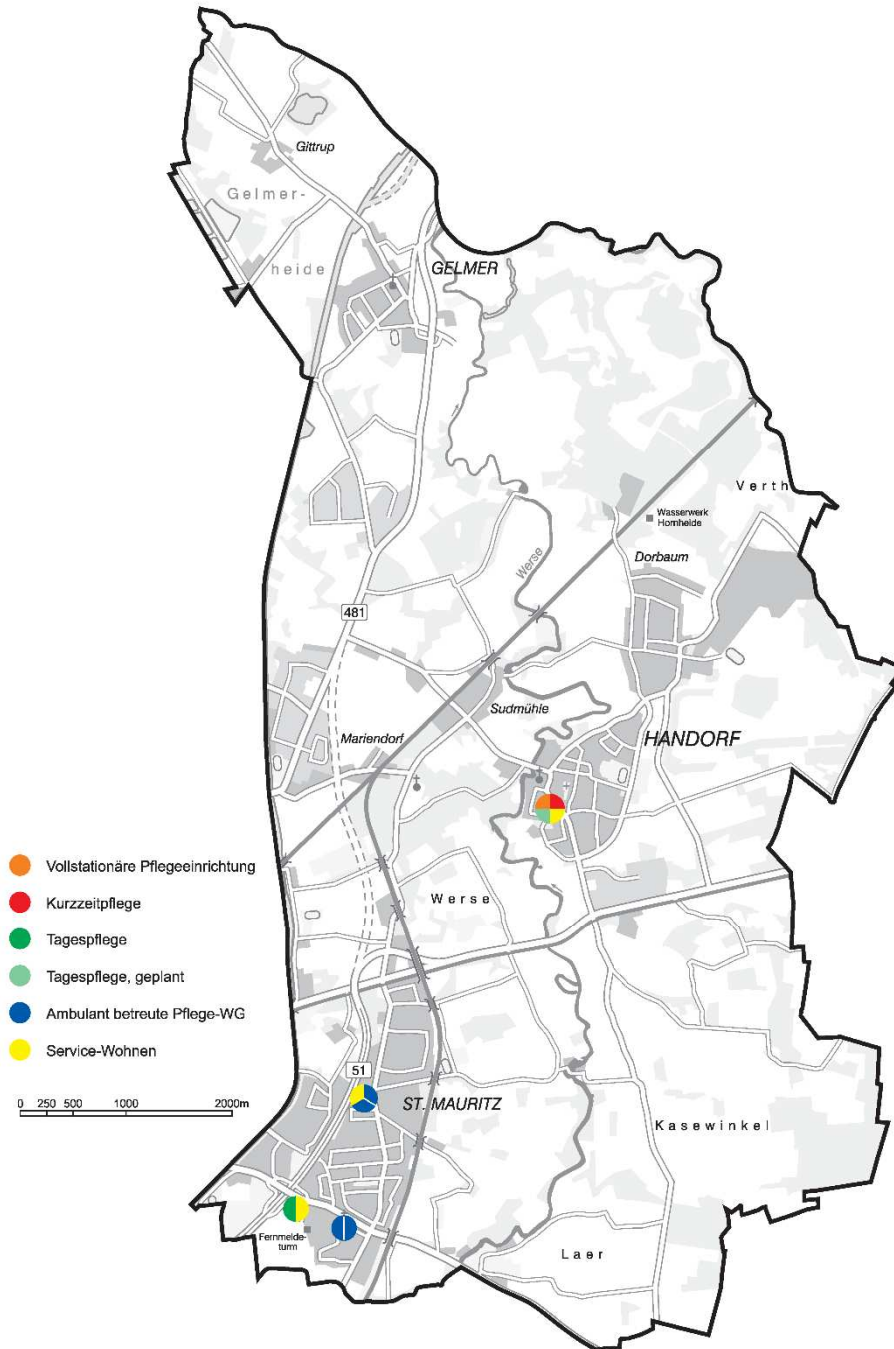 Gittrup
Gelmer-
heide
GELMER
Verth
Wasserwerk
Hornheide
Dorbaum
Werse
481
Sudmühle
Mariendorf
HANDORF
Vollstationäre Pflegeeinrichtung
Kurzzeitpflege
Tagespflege
Tagespflege, geplant
Ambulant betreute Pflege-WG
Service-Wohnen
Werse
0 250 500 1000 2000m
51
ST. MAURITZ
Kasewinkel
Fernmelde-
turm
Laer